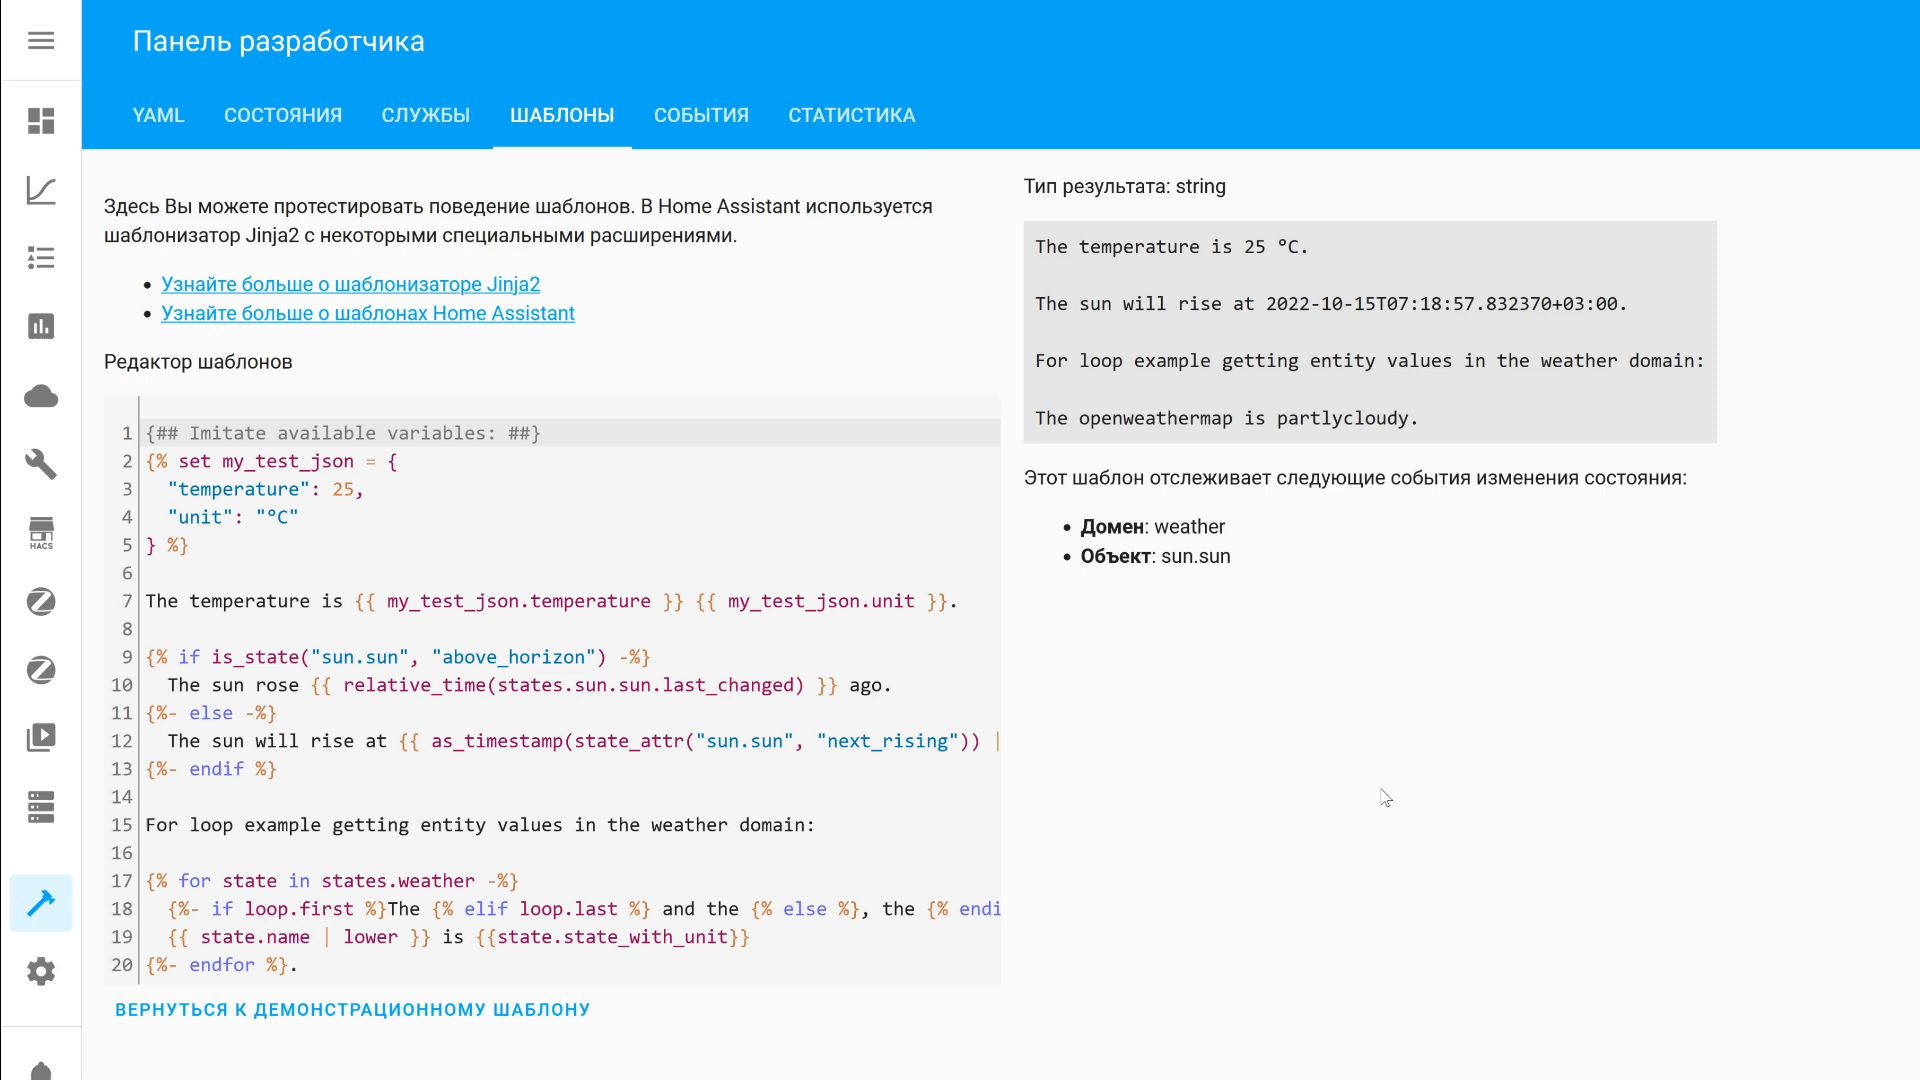 Панель разработчика
YAML
СОСТОЯНИЯ
СЛУЖБЫ
ШАБЛОНЫ
СОБЫТИЯ
СТАТИСТИКА
HACS
Здесь Вы можете протестировать поведение шаблонов. В Home Assistant используется
шаблонизатор Jinja2 с некоторыми специальными расширениями.
• Узнайте больше о шаблонизаторе Jinja2
• Узнайте больше о шаблонах Home Assistant
Редактор шаблонов
1 {## Imitate available variables: ##}
2 {% set my_test_json = {
3   "temperature": 25,
4   "unit": "°C"
5 } %}
6
7 The temperature is {{ my_test_json.temperature }} {{ my_test_json.unit }}.
8
9 {% if is_state("sun.sun", "above_horizon") -%}
10   The sun rose {{ relative_time(states.sun.sun.last_changed) }} ago.
11 {%- else -%}
12   The sun will rise at {{ as_timestamp(state_attr("sun.sun", "next_rising")) |
13 {%- endif %}
14
15 For loop example getting entity values in the weather domain:
16
17 {% for state in states.weather -%}
18   {%- if loop.first %}The {% elif loop.last %} and the {% else %}, the {% endi
19   {{ state.name | lower }} is {{state.state_with_unit}}
20 {%- endfor %}.
ВЕРНУТЬСЯ К ДЕМОНСТРАЦИОННОМУ ШАБЛОНУ
Тип результата: string
The temperature is 25 °C.
The sun will rise at 2022-10-15T07:18:57.832370+03:00.
For loop example getting entity values in the weather domain:
The openweathermap is partlycloudy.
Этот шаблон отслеживает следующие события изменения состояния:
• Домен: weather
• Объект: sun.sun